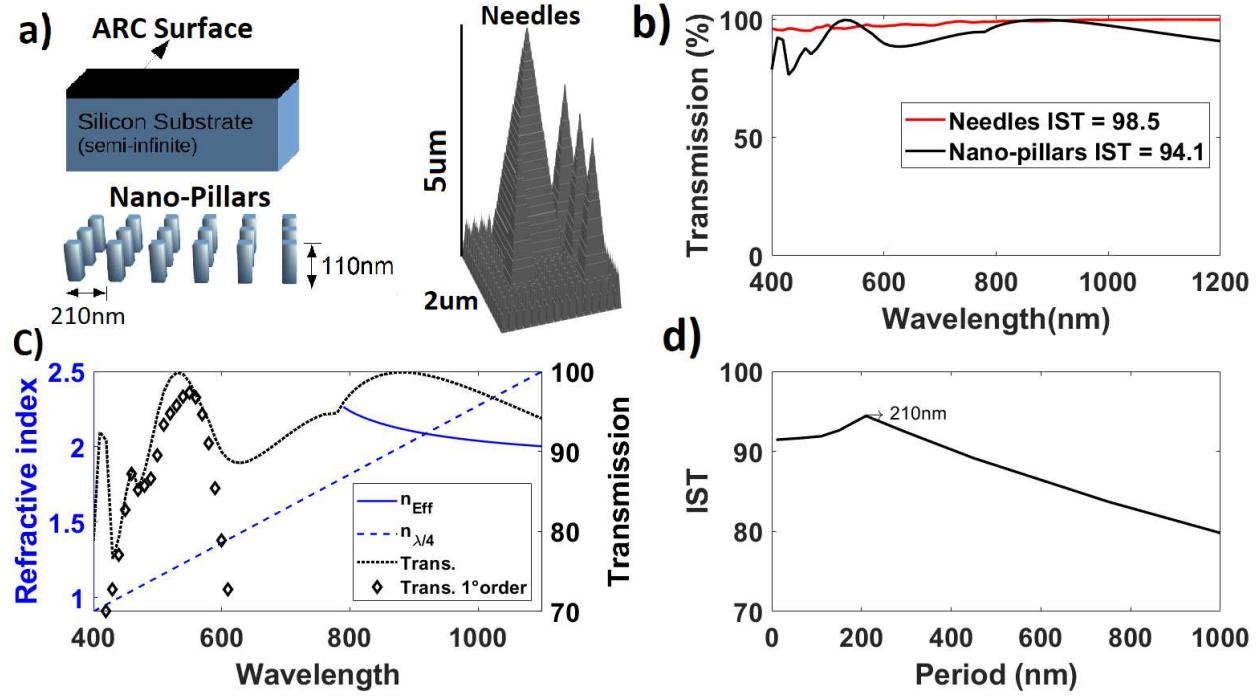 a)
ARC Surface
Silicon Substrate
(semi-infinite)
Nano-Pillars
110nm
210nm
Needles
5um
2um
b)
Transmission (%)
100
50
0
Needles IST = 98.5
Nano-pillars IST = 94.1
400
600
800
1000
1200
Wavelength(nm)
c)
Refractive index
2.5
2
1.5
1
n Eff
n λ/4
Trans.
Trans. 1°order
Transmission
100
90
80
70
400
600
800
1000
Wavelength
d)
IST
100
90
80
70
210nm
0
200
400
600
800
1000
Period (nm)